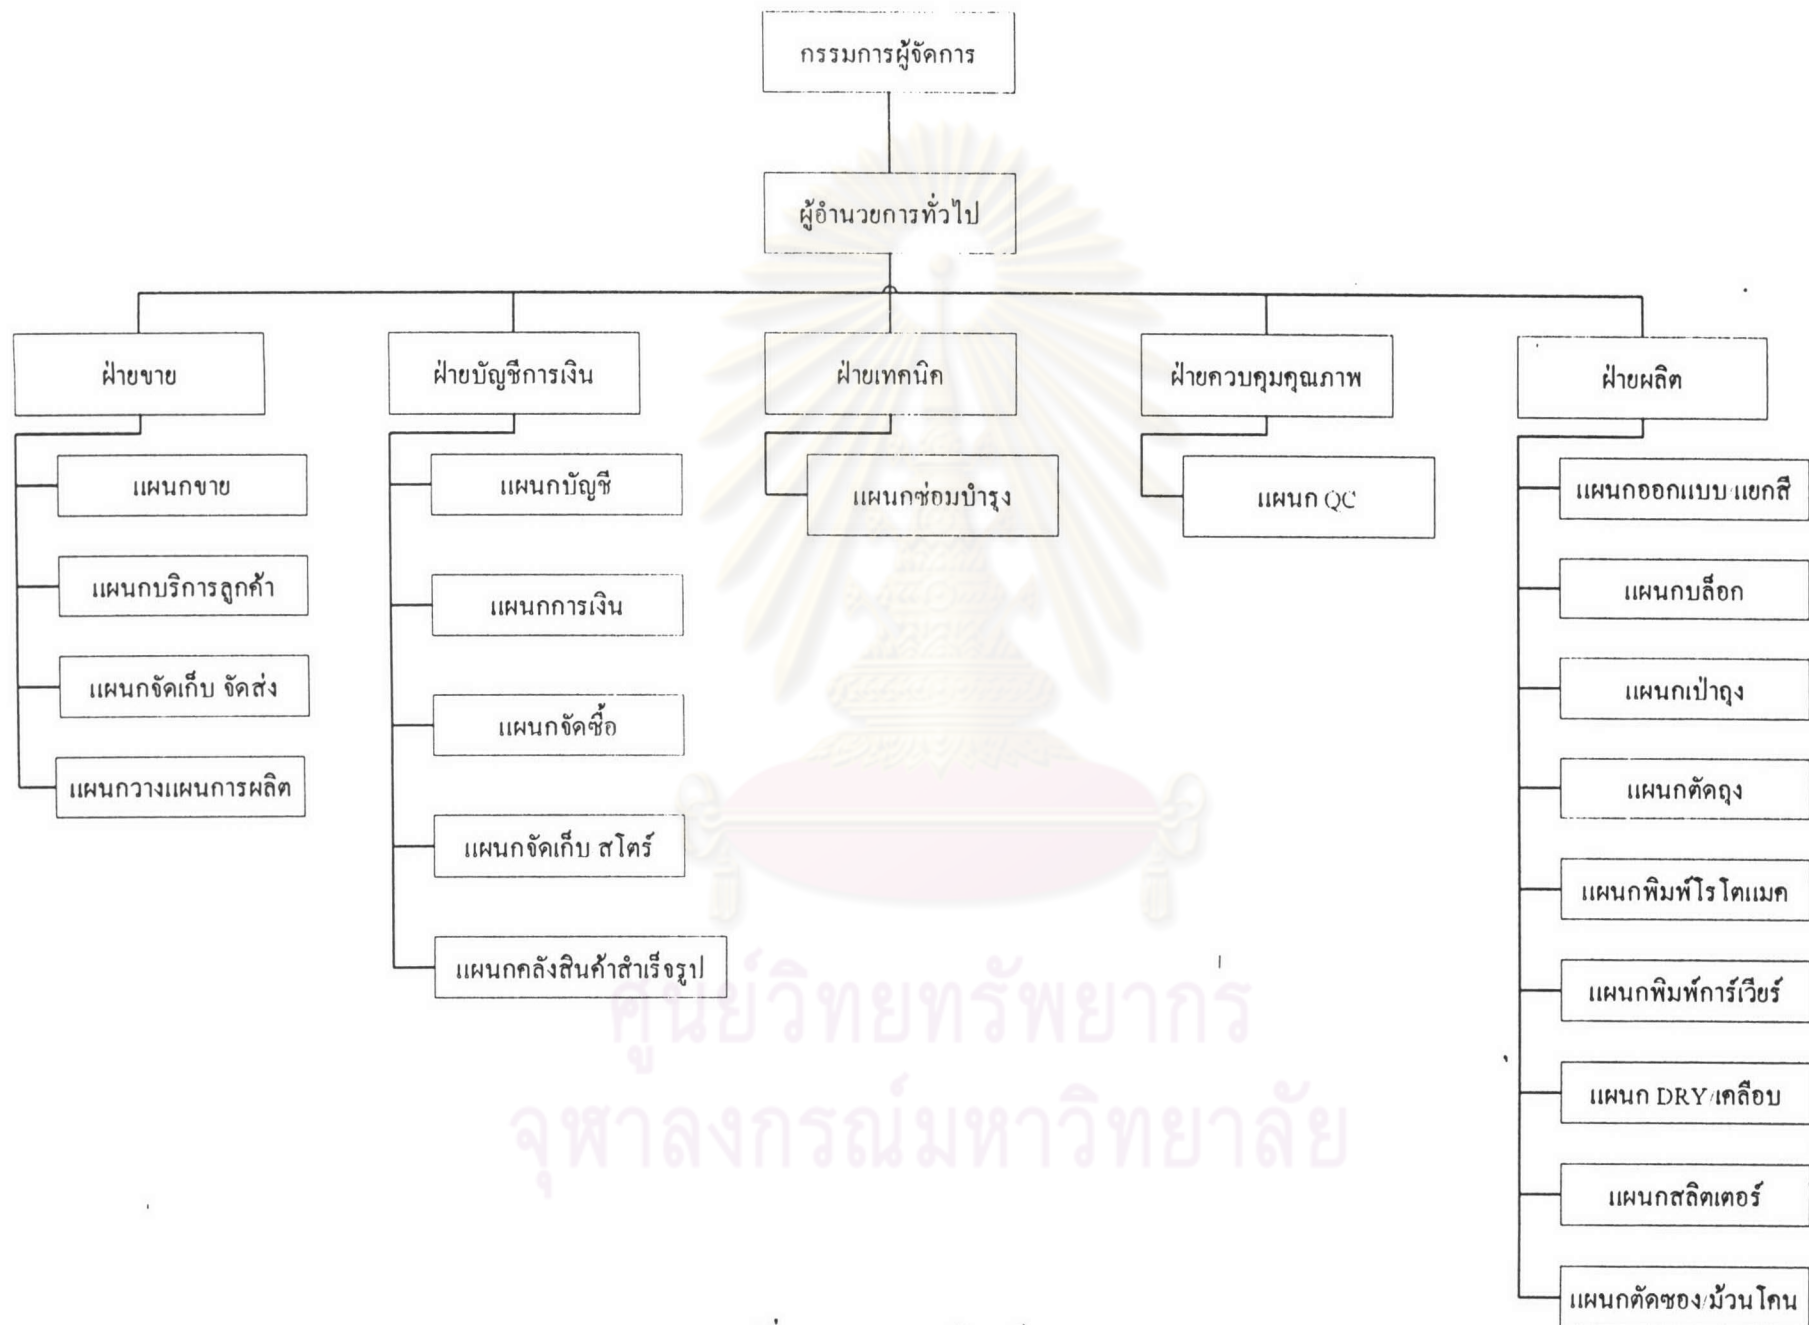 กรรมการผู้จัดการ
ผู้อำนวยการทั่วไป
ฝ่ายขาย
แผนกขาย
แผนกบริการลูกค้า
แผนกจัดเก็บ จัดส่ง
แผนกวางแผนการผลิต
ฝ่ายบัญชีการเงิน
แผนกบัญชี
แผนกการเงิน
แผนกจัดซื้อ
แผนกจัดเก็บ สโตร์
แผนกคลังสินค้าสำเร็จรูป
ฝ่ายเทคนิค
แผนกซ่อมบำรุง
ฝ่ายควบคุมคุณภาพ
แผนก QC
ฝ่ายผลิต
แผนกออกแบบ/แยกสี
แผนกบล็อก
แผนกเป่าถุง
แผนกตัดถุง
แผนกพิมพ์โรโตแมค
แผนกพิมพ์การ์เวียร์
แผนก DRY/เคลือบ
แผนกสลิตเตอร์
แผนกตัดซอง/ม้วนโคน
ศูนย์วิทยทรัพยากร
จุฬาลงกรณ์มหาวิทยาลัย